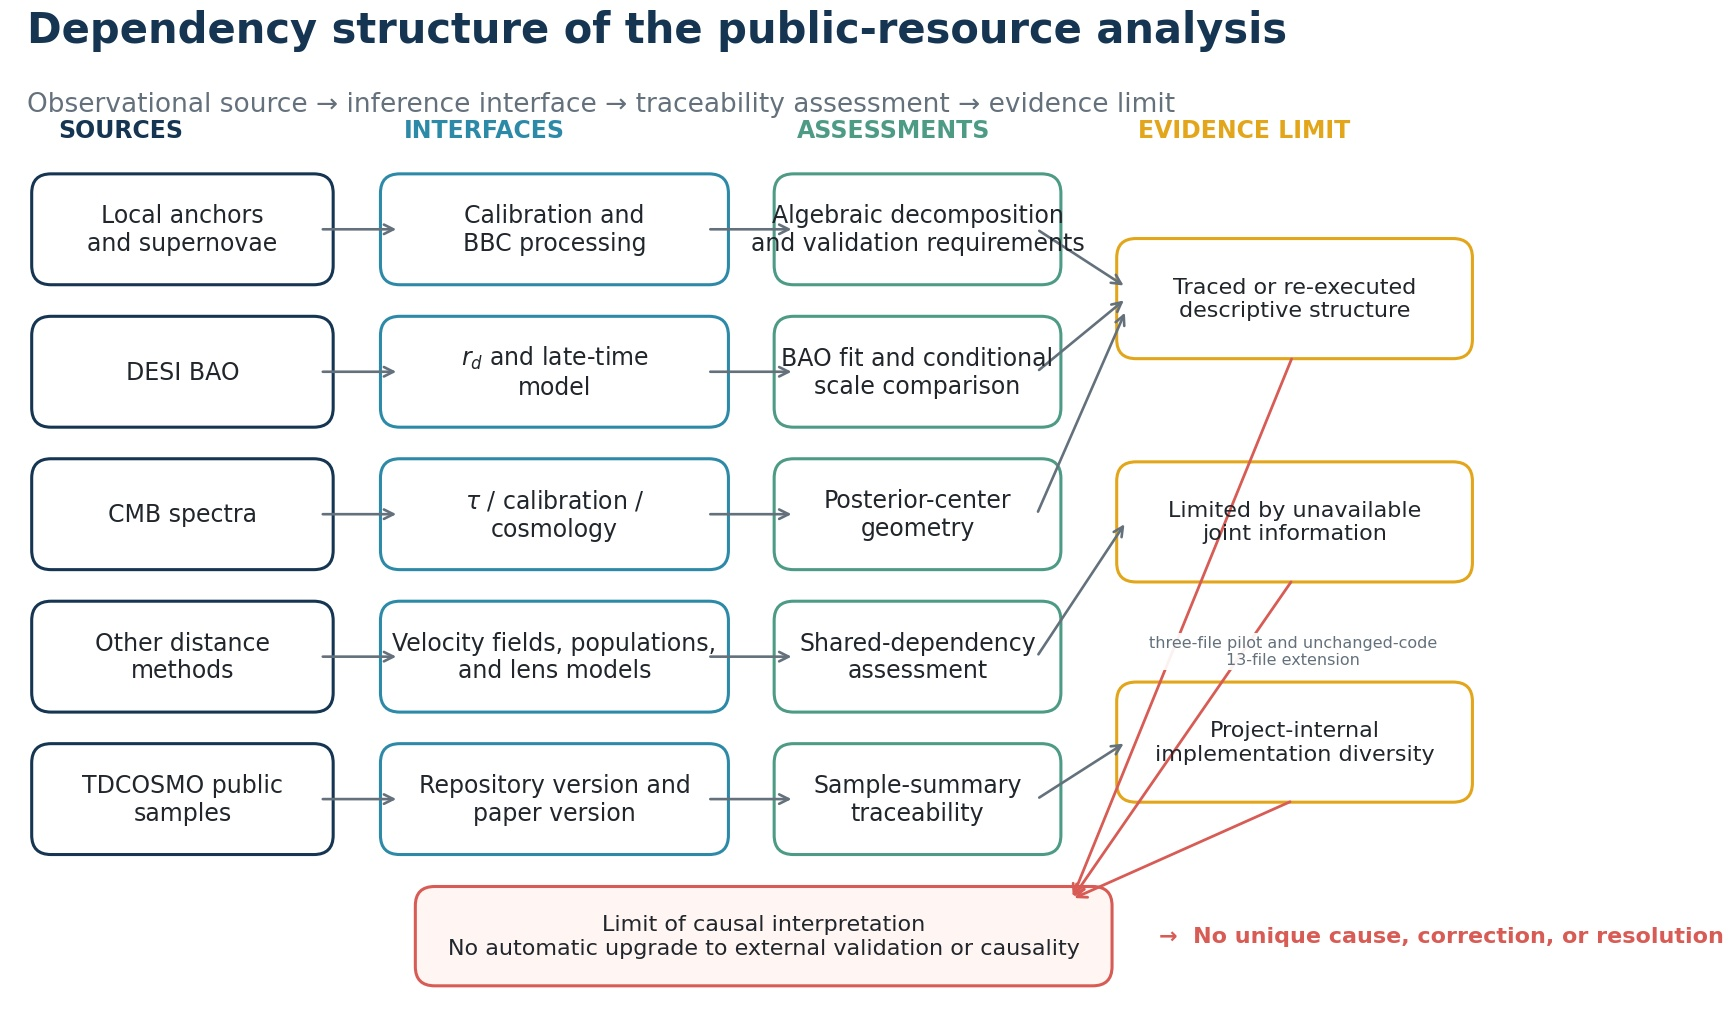 Dependency structure of the public-resource analysis
Observational source → inference interface → traceability assessment → evidence limit
SOURCES
INTERFACES
ASSESSMENTS
EVIDENCE LIMIT
Local anchors
and supernovae
Calibration and
BBC processing
Algebraic decomposition
and validation requirements
Traced or re-executed
descriptive structure
DESI BAO
r_d and late-time
model
BAO fit and conditional
scale comparison
CMB spectra
τ / calibration /
cosmology
Posterior-center
geometry
Limited by unavailable
joint information
Other distance
methods
Velocity fields, populations,
and lens models
Shared-dependency
assessment
three-file pilot and unchanged-code
13-file extension
Project-internal
implementation diversity
TDCOSMO public
samples
Repository version and
paper version
Sample-summary
traceability
Limit of causal interpretation
No automatic upgrade to external validation or causality
→ No unique cause, correction, or resolution